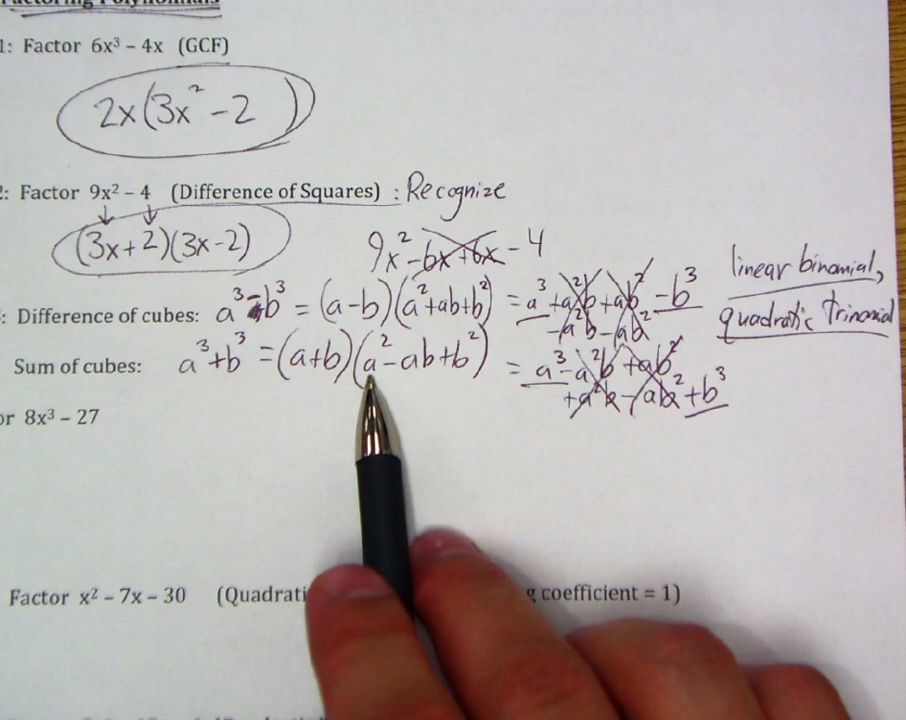 Factoring Polynomials
1: Factor 6x³ – 4x (GCF)
2x(3x² - 2 )
2: Factor 9x² – 4 (Difference of Squares) : Recognize
(3x+2)(3x-2)
9x² - 6x + 6x - 4
linear binomial,
quadratic trinomial
: Difference of cubes: a³ - b³ = (a-b)(a²+ab+b²) = a³ + a²b + ab² - b³
- a²b - ab²
Sum of cubes: a³+b³ = (a+b)(a²-ab+b²) = a³ - a²b + ab²
+ a²b - ab² + b³
or 8x³ – 27
Factor x² – 7x – 30 (Quadrati g coefficient = 1)